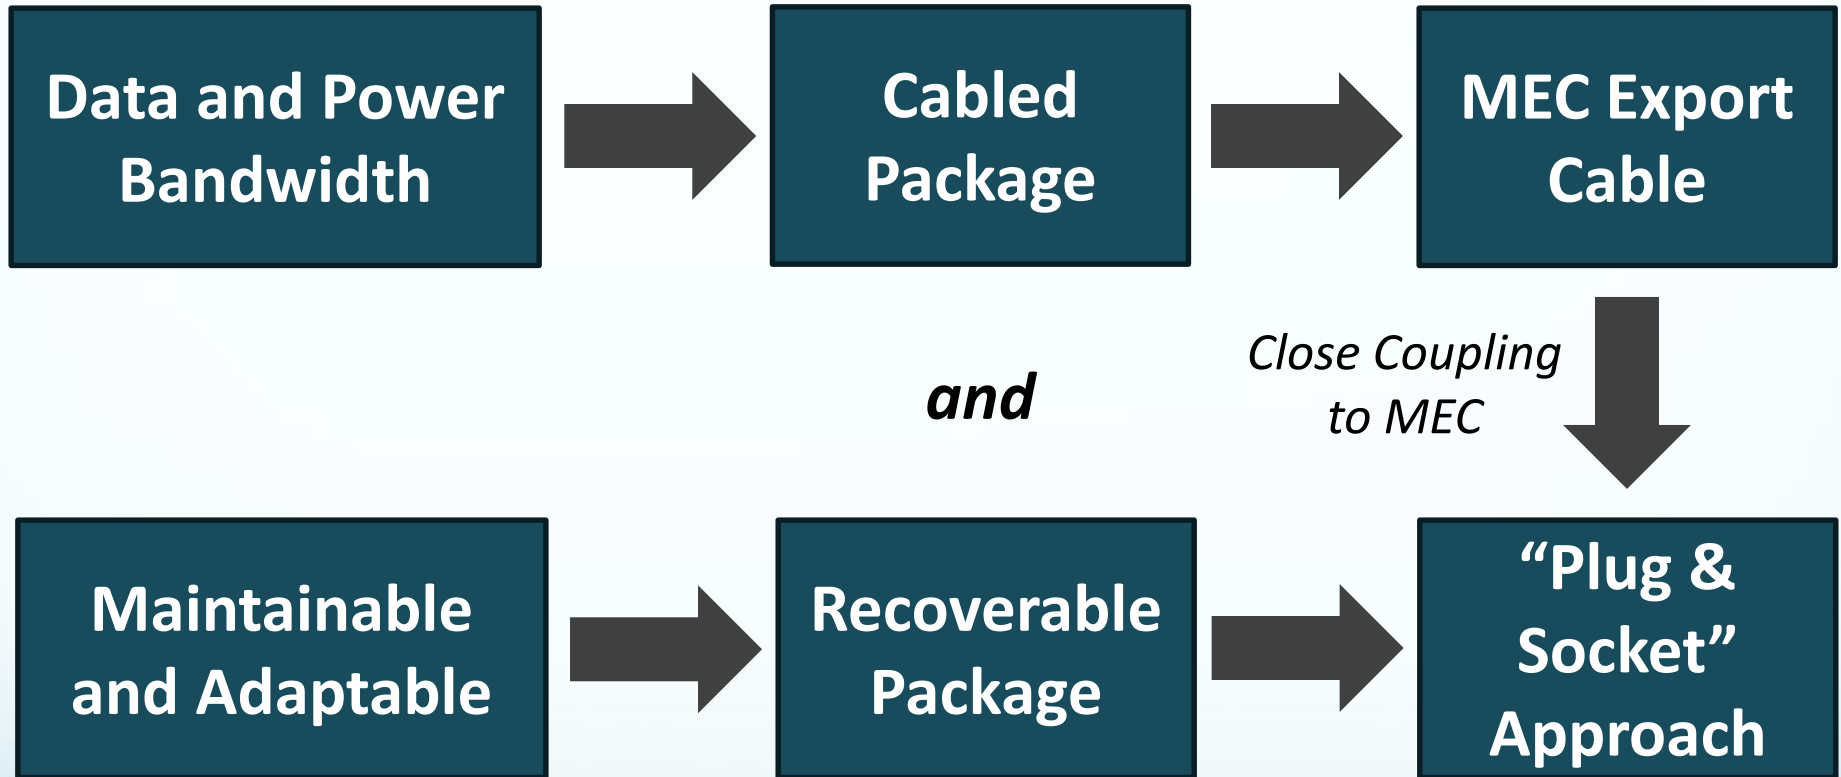 Data and Power
Bandwidth
Cabled
Package
MEC Export
Cable
and
Close Coupling
to MEC
Maintainable
and Adaptable
Recoverable
Package
“Plug &
Socket”
Approach